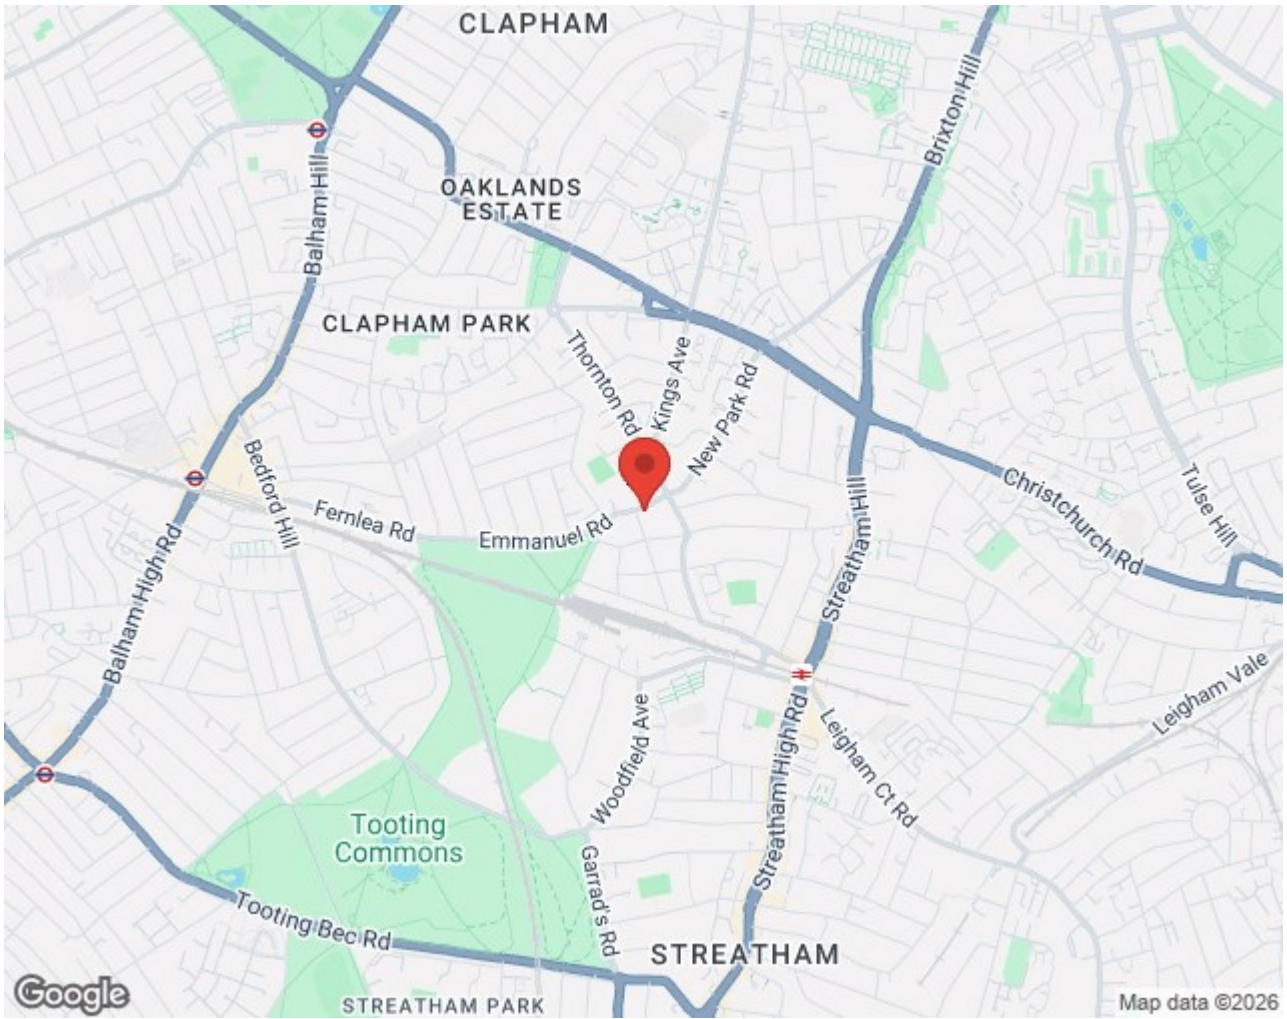 CLAPHAM
Brixton Hill
Balham Hill
OAKLANDS
ESTATE
CLAPHAM PARK
Thornton Rd
Kings Ave
New Park Rd
Bedford Hill
Christchurch Rd
Tulse Hill
Fernlea Rd
Emmanuel Rd
Streatham Hill
Balham High Rd
Leigham Vale
Woodfield Ave
Leigham Ct Rd
Streatham High Rd
Tooting
Commons
Garrad's Rd
Tooting Bec Rd
STREATHAM
STREATHAM PARK
Google
Map data ©2026